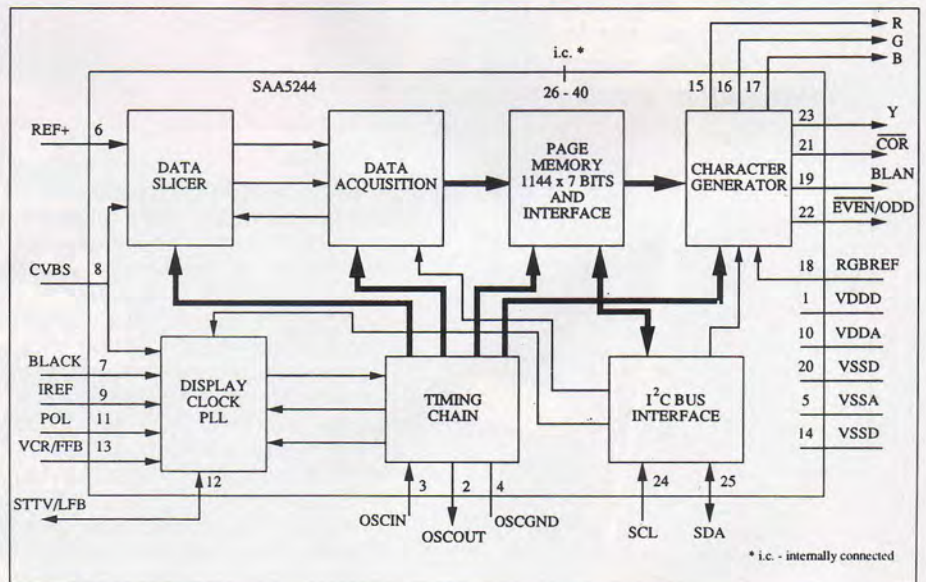 R
G
B
i.c. *
SAA5244
26 - 40
15
16
17
REF+
6
23
Y
21
COR
19
BLAN
22
EVEN/ODD
DATA
SLICER
DATA
ACQUISITION
PAGE
MEMORY
1144 x 7 BITS
AND
INTERFACE
CHARACTER
GENERATOR
CVBS
8
18
RGBREF
1
VDDD
10
VDDA
20
VSSD
5
VSSA
14
VSSD
BLACK
7
IREF
9
POL
11
VCR/FFB
13
DISPLAY
CLOCK
PLL
TIMING
CHAIN
I²C BUS
INTERFACE
12
STTV/LFB
3
2
4
24
25
OSCIN
OSCOUT
OSCGND
SCL
SDA
* i.c. - internally connected